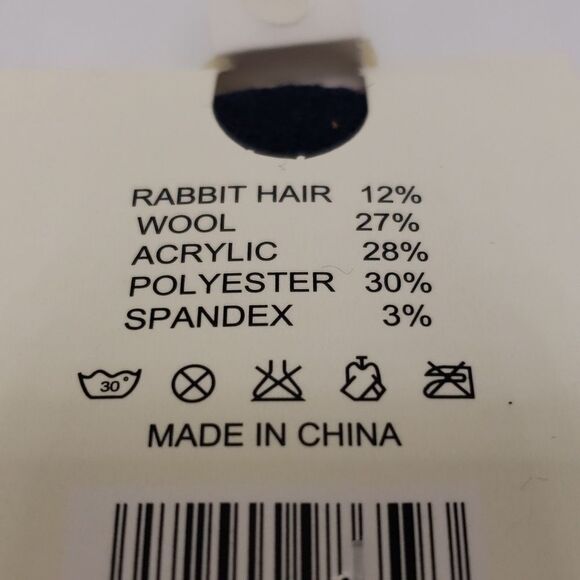 RABBIT HAIR 12%
WOOL 27%
ACRYLIC 28%
POLYESTER 30%
SPANDEX 3%
30°
MADE IN CHINA